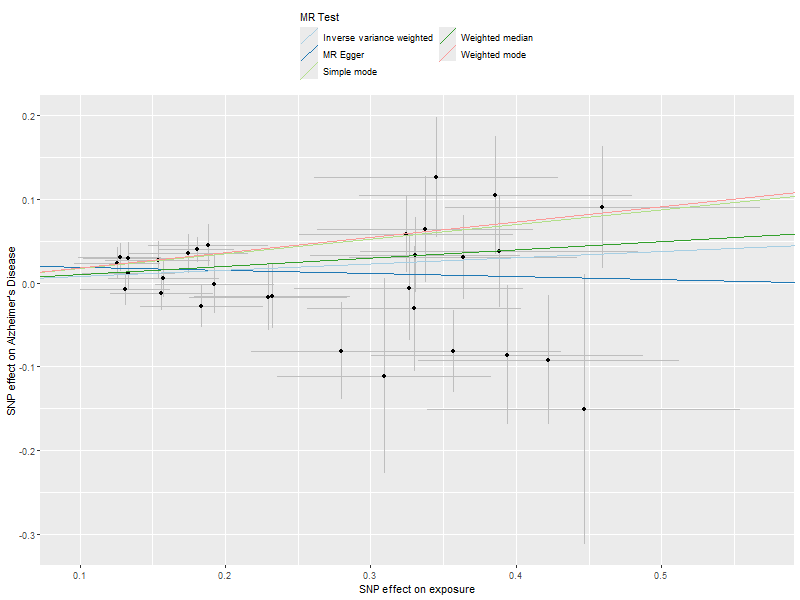 MR Test
Inverse variance weighted
Weighted median
MR Egger
Weighted mode
Simple mode
SNP effect on Alzheimer's Disease
0.2
0.1
0.0
-0.1
-0.2
-0.3
0.1 0.2 0.3 0.4 0.5
SNP effect on exposure